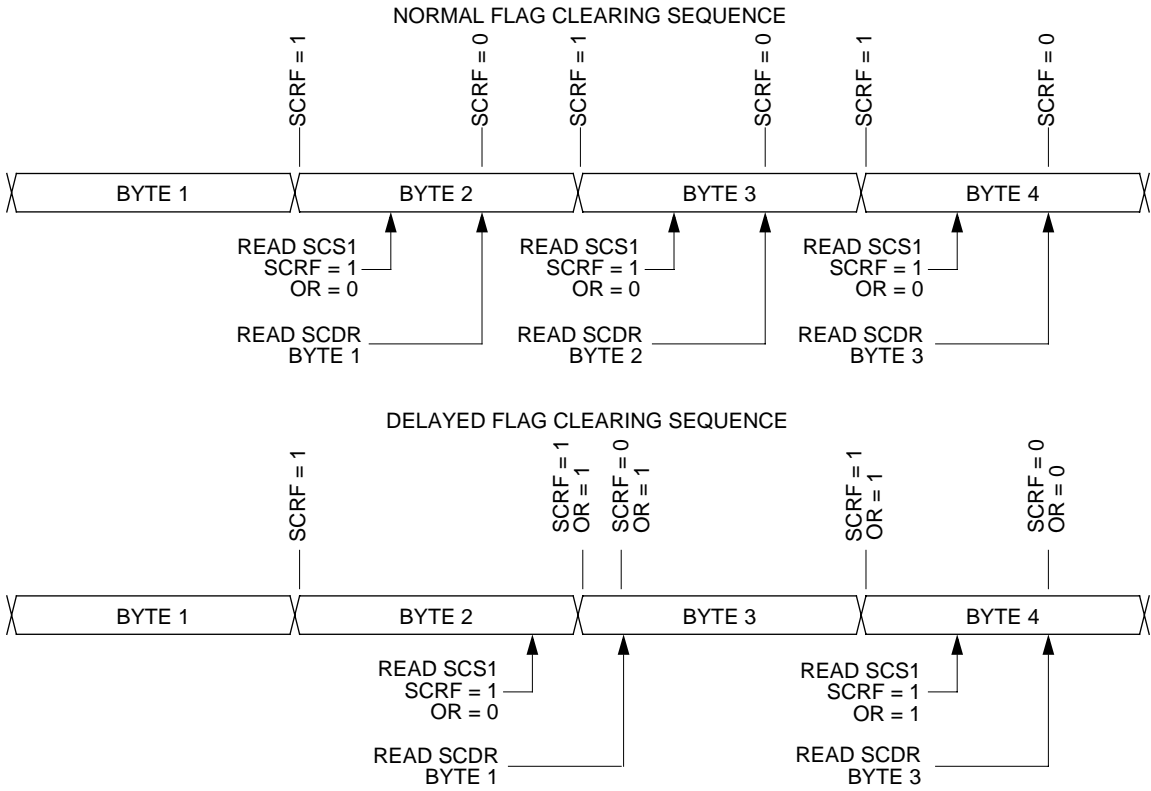 NORMAL FLAG CLEARING SEQUENCE
SCRF = 1
SCRF = 0
SCRF = 1
SCRF = 0
SCRF = 1
SCRF = 0
BYTE 1
BYTE 2
BYTE 3
BYTE 4
READ SCS1
SCRF = 1
OR = 0
READ SCDR
BYTE 1
READ SCS1
SCRF = 1
OR = 0
READ SCDR
BYTE 2
READ SCS1
SCRF = 1
OR = 0
READ SCDR
BYTE 3
DELAYED FLAG CLEARING SEQUENCE
SCRF = 1
SCRF = 1
OR = 1
SCRF = 0
OR = 1
SCRF = 1
OR = 1
SCRF = 0
OR = 0
BYTE 1
BYTE 2
BYTE 3
BYTE 4
READ SCS1
SCRF = 1
OR = 0
READ SCDR
BYTE 1
READ SCS1
SCRF = 1
OR = 1
READ SCDR
BYTE 3